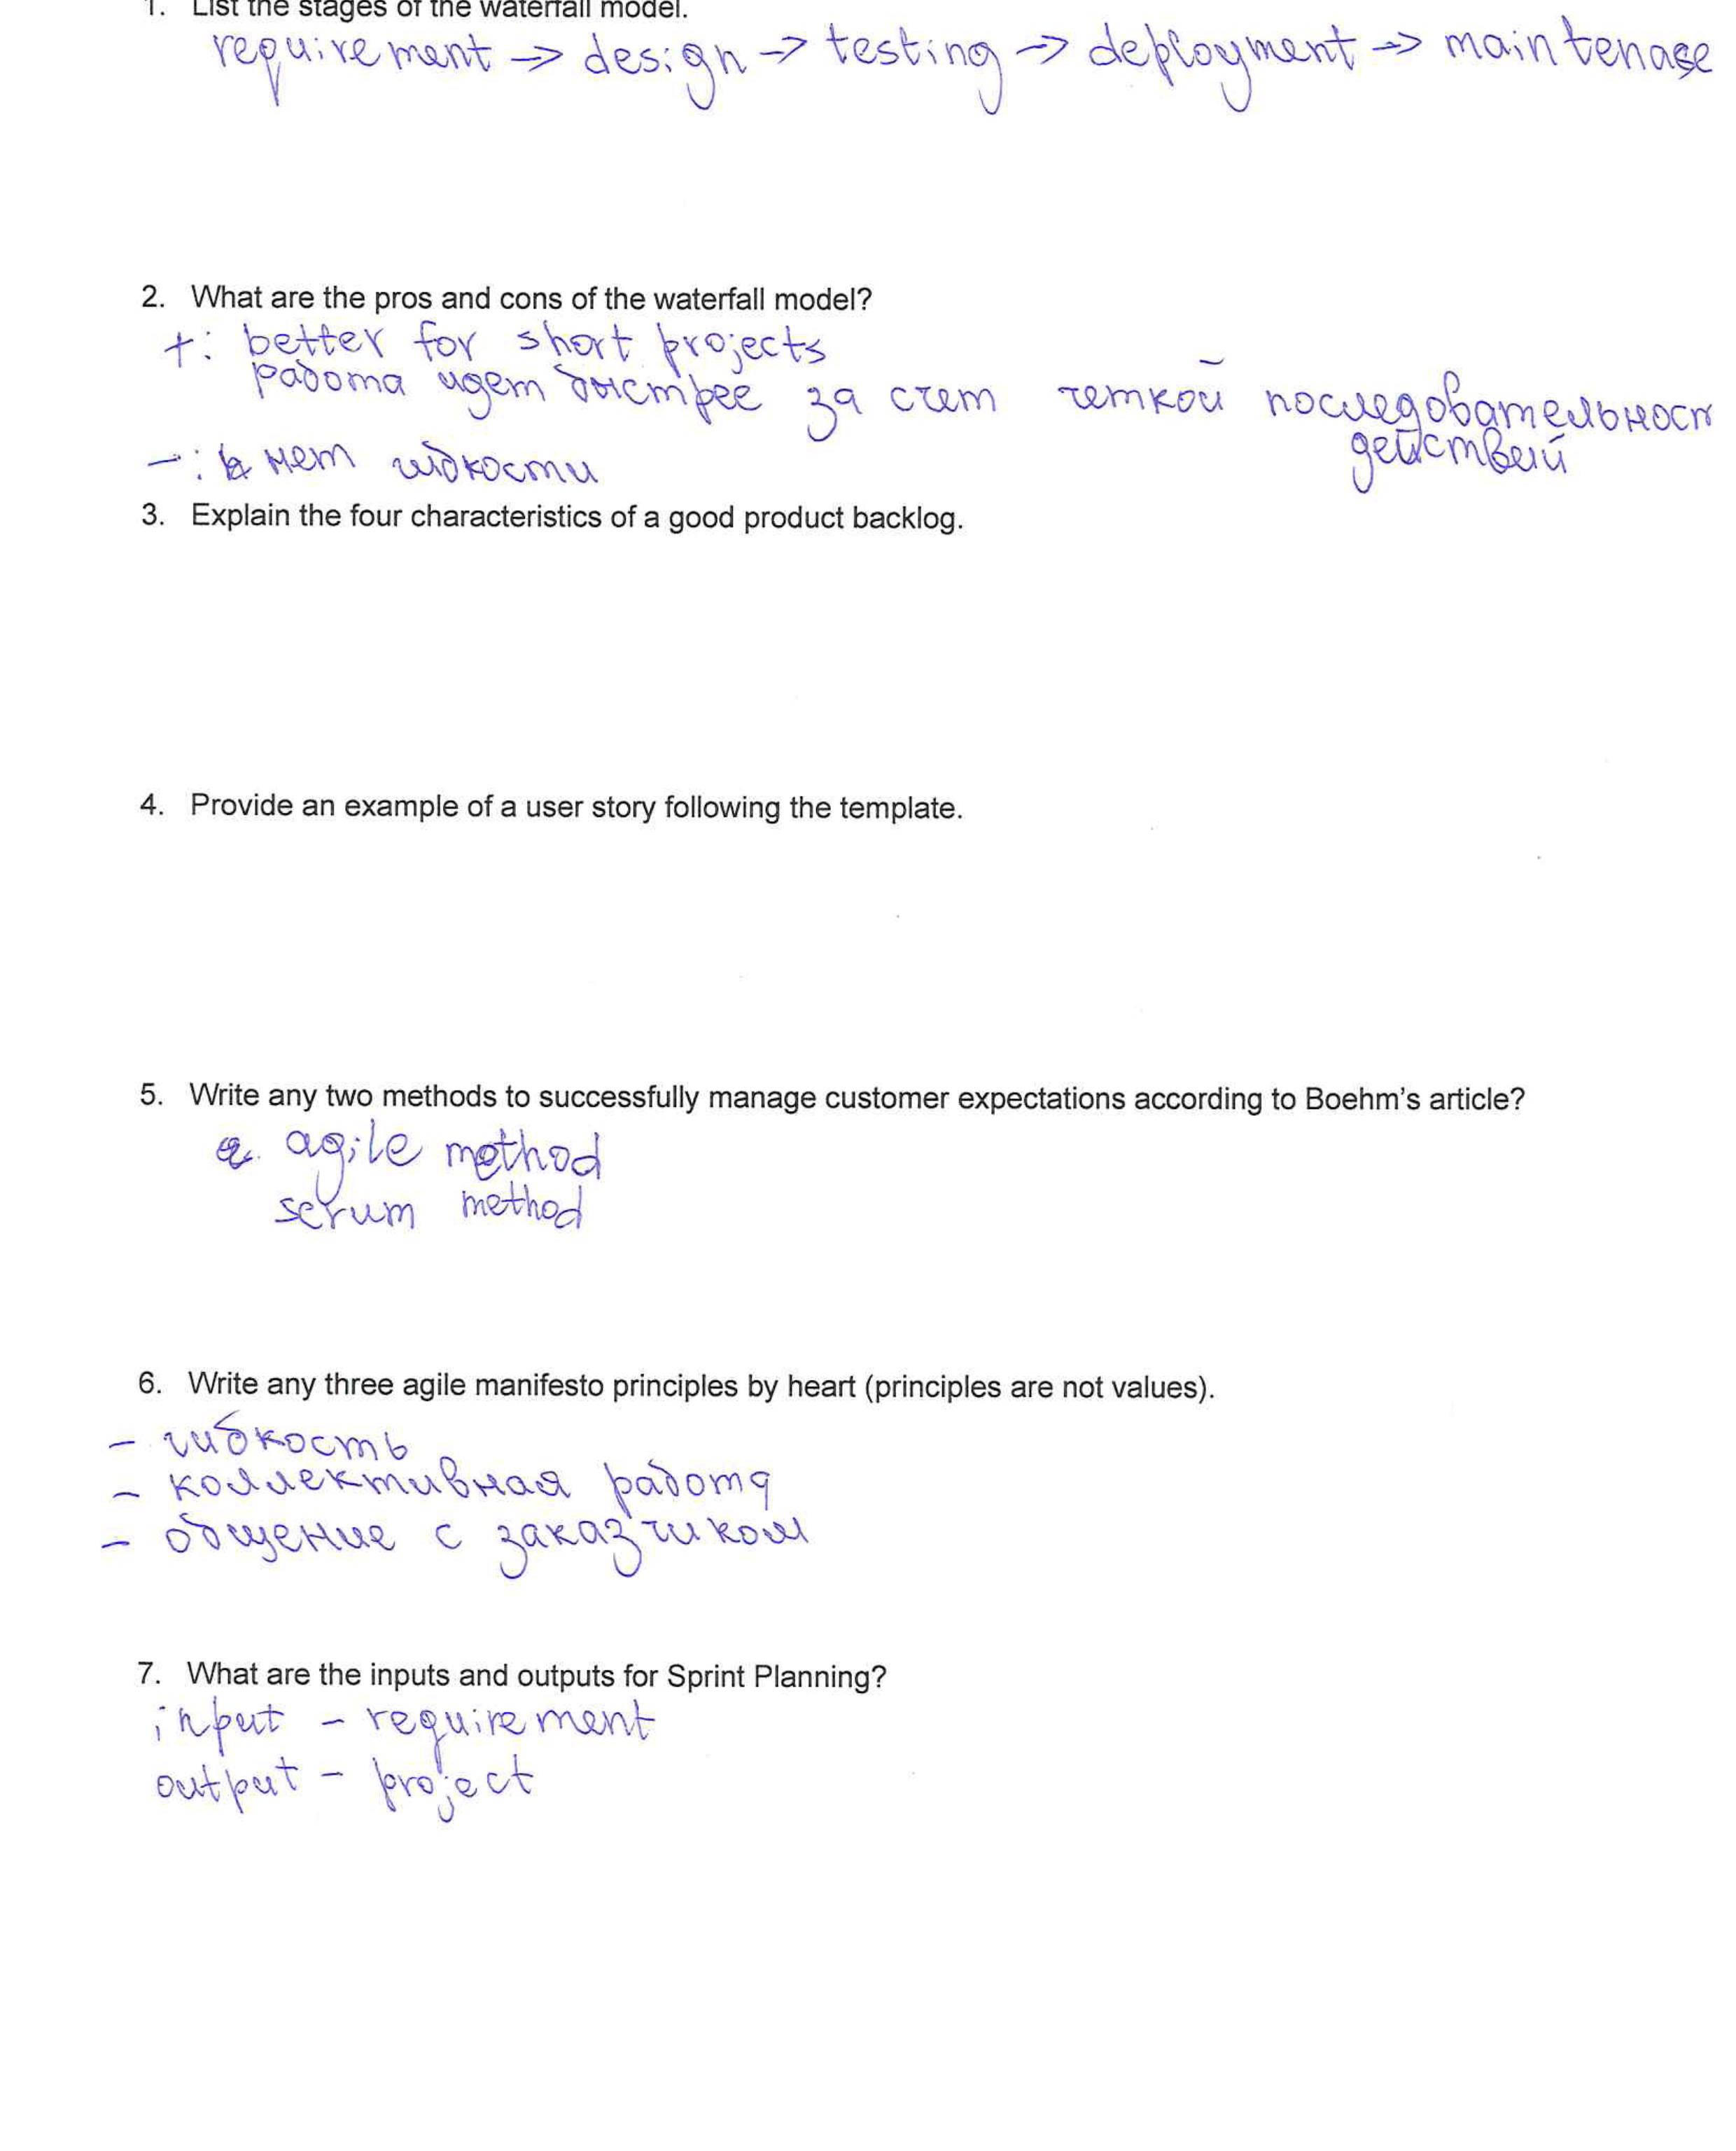 1. List the stages of the waterfall model.
requirement -> design -> testing -> deployment -> maintenase
2. What are the pros and cons of the waterfall model?
+: better for short projects
работа идет быстрее за счет четкой последовательност
действий
-: нет гибкости
3. Explain the four characteristics of a good product backlog.
4. Provide an example of a user story following the template.
5. Write any two methods to successfully manage customer expectations according to Boehm's article?
agile method
scrum method
6. Write any three agile manifesto principles by heart (principles are not values).
- гибкость
- коллективная работа
- общение с заказчиком
7. What are the inputs and outputs for Sprint Planning?
input - requirement
output - project